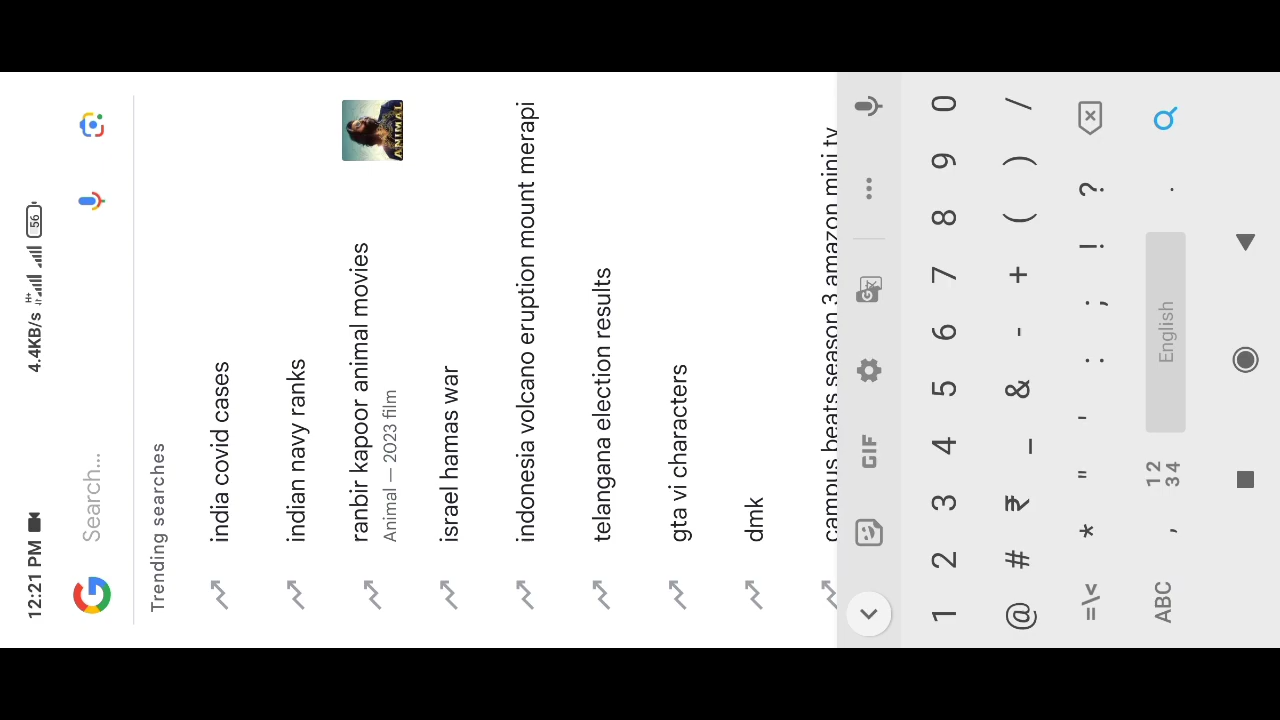 12:21 PM 4.4KB/s H+ 56
Search...
Trending searches
india covid cases
indian navy ranks
ranbir kapoor animal movies
Animal — 2023 film
ANIMAL
israel hamas war
indonesia volcano eruption mount merapi
telangana election results
gta vi characters
dmk
campus beats season 3 amazon mini tv
GIF
1 2 3 4 5 6 7 8 9 0
@ # ₹ _ & - + ( ) /
=\< * " ' : ; ! ?
ABC , 12 34 English .